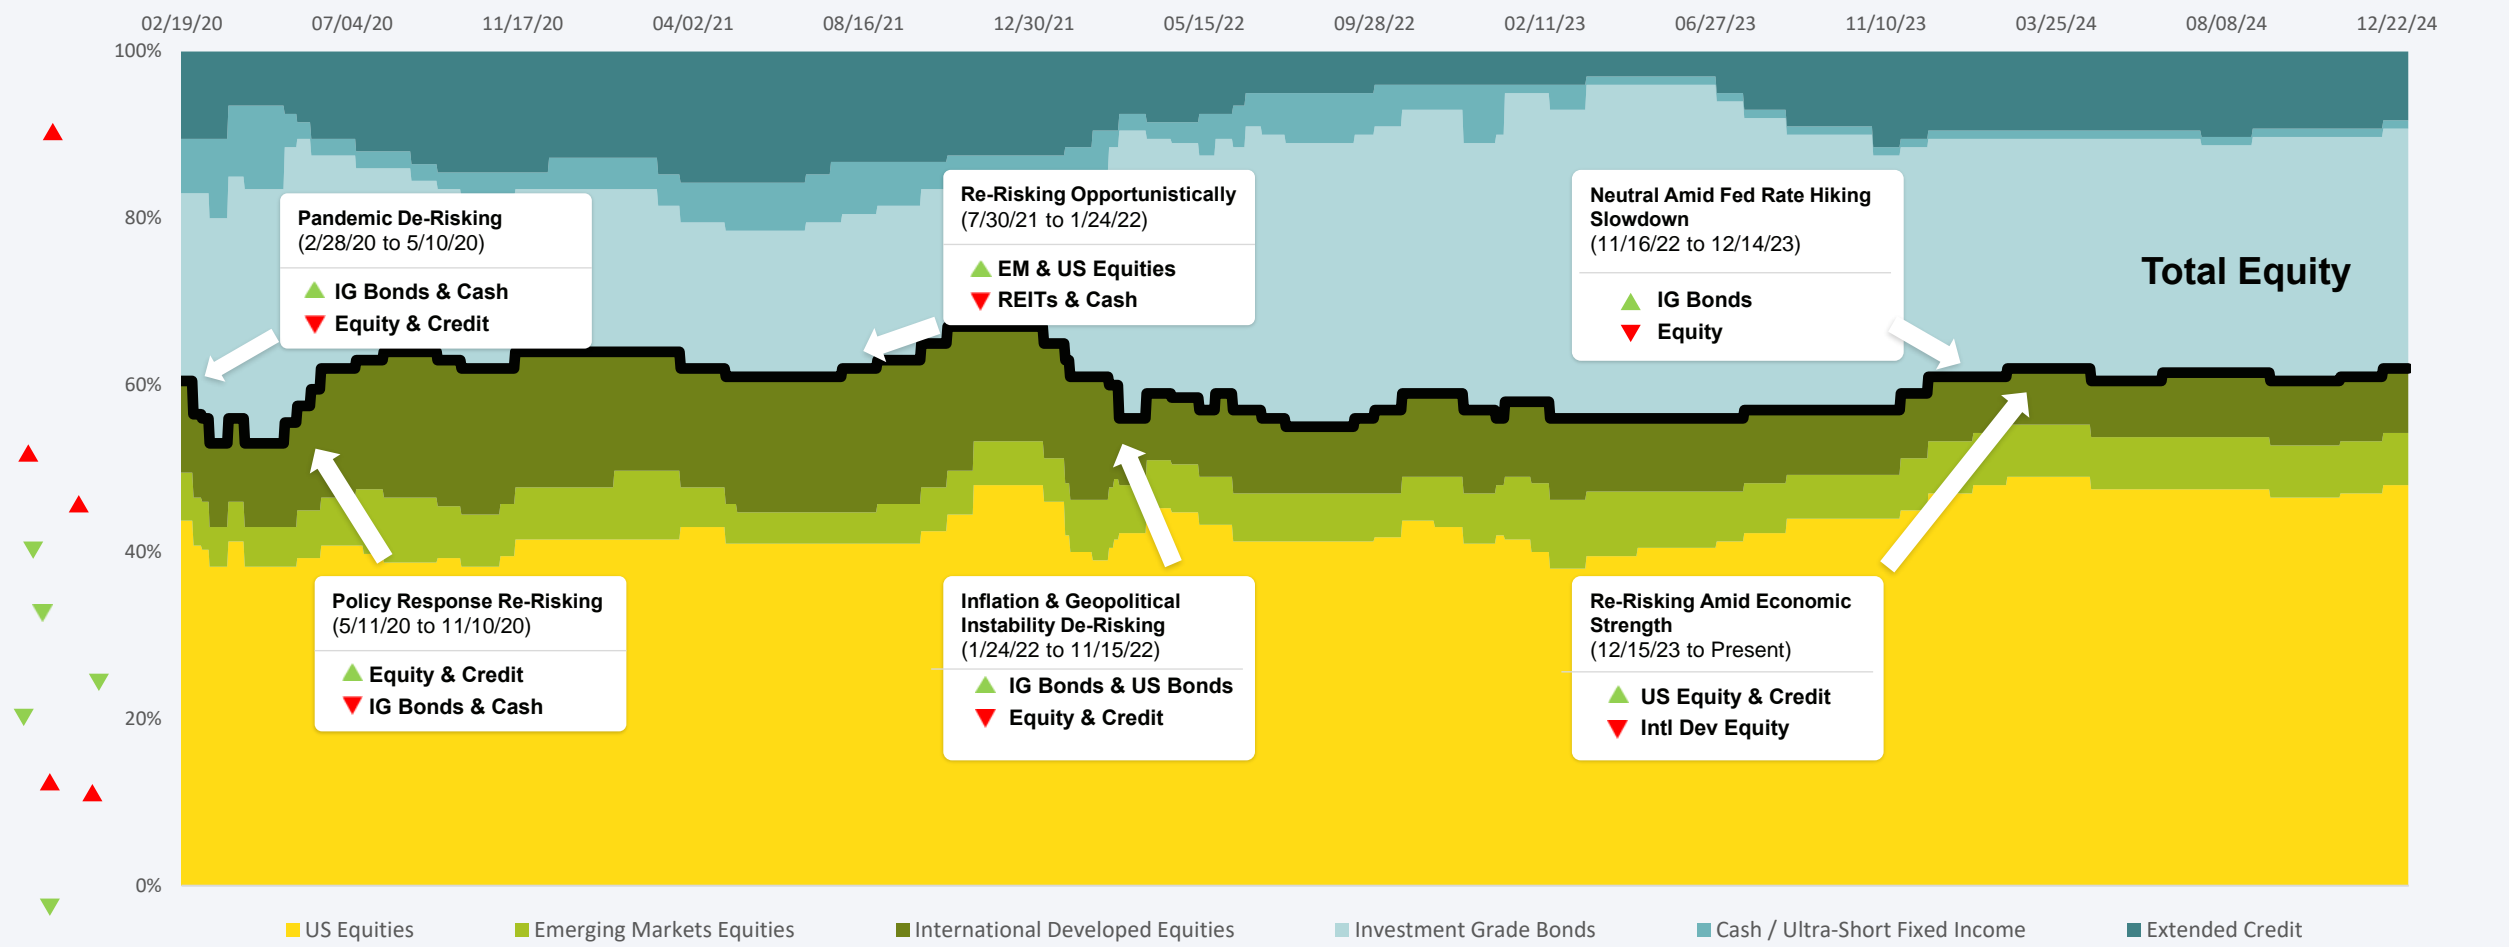 02/19/20 07/04/20 11/17/20 04/02/21 08/16/21 12/30/21 05/15/22 09/28/22 02/11/23 06/27/23 11/10/23 03/25/24 08/08/24 12/22/24
100%
80%
60%
40%
20%
0%
Pandemic De-Risking
(2/28/20 to 5/10/20)
IG Bonds & Cash
Equity & Credit
Re-Risking Opportunistically
(7/30/21 to 1/24/22)
EM & US Equities
REITs & Cash
Neutral Amid Fed Rate Hiking
Slowdown
(11/16/22 to 12/14/23)
IG Bonds
Equity
Total Equity
Policy Response Re-Risking
(5/11/20 to 11/10/20)
Equity & Credit
IG Bonds & Cash
Inflation & Geopolitical
Instability De-Risking
(1/24/22 to 11/15/22)
IG Bonds & US Bonds
Equity & Credit
Re-Risking Amid Economic
Strength
(12/15/23 to Present)
US Equity & Credit
Intl Dev Equity
US Equities Emerging Markets Equities International Developed Equities Investment Grade Bonds Cash / Ultra-Short Fixed Income Extended Credit